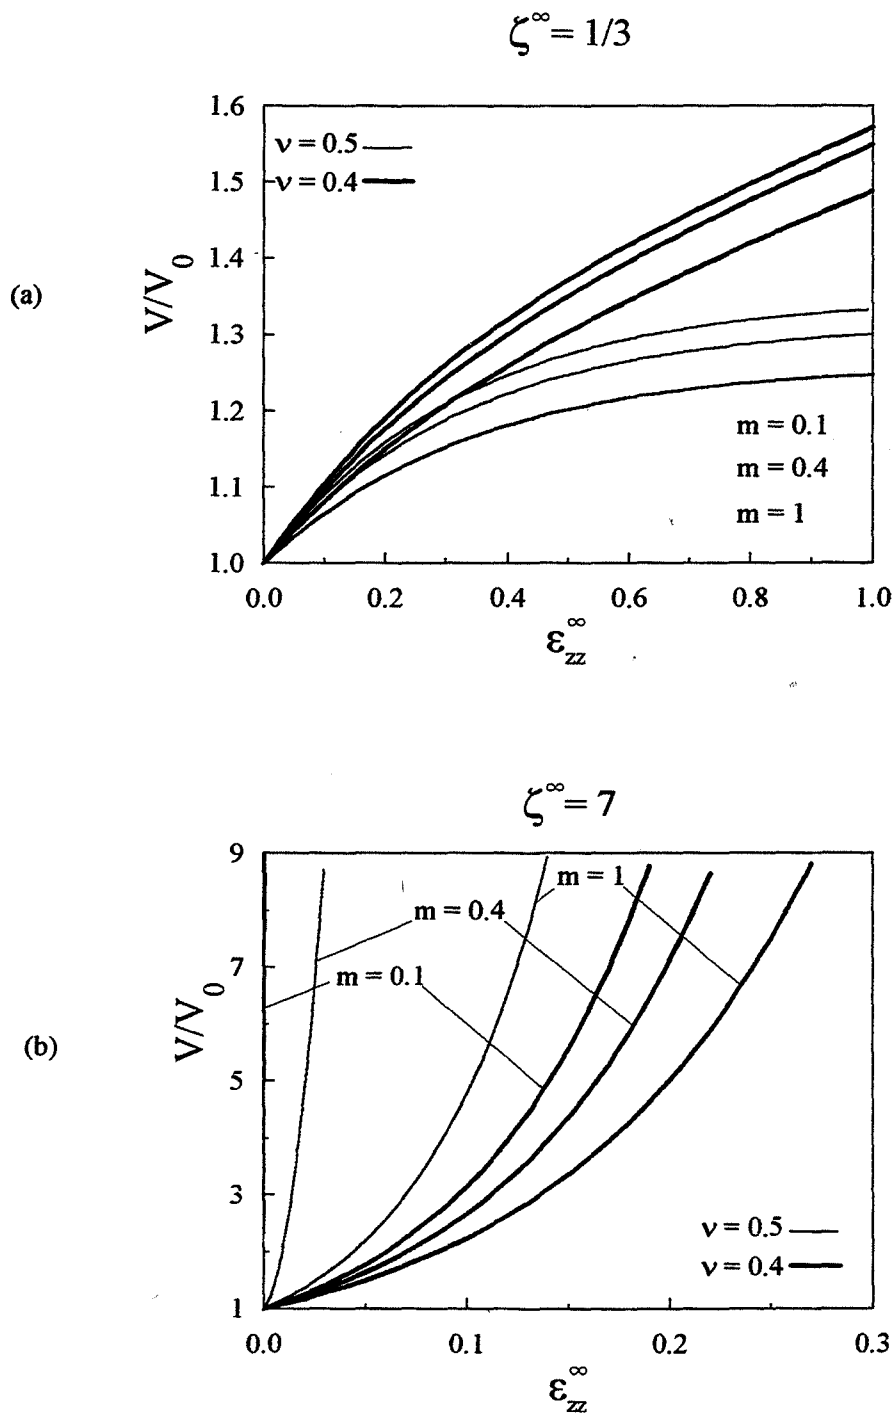 ζ^∞ = 1/3
(a)
V/V₀
1.6
1.5
1.4
1.3
1.2
1.1
1.0
ν = 0.5
ν = 0.4
m = 0.1
m = 0.4
m = 1
0.0 0.2 0.4 0.6 0.8 1.0
ε_zz^∞
ζ^∞ = 7
(b)
V/V₀
9
7
5
3
1
m = 1
m = 0.4
m = 0.1
ν = 0.5
ν = 0.4
0.0 0.1 0.2 0.3
ε_zz^∞